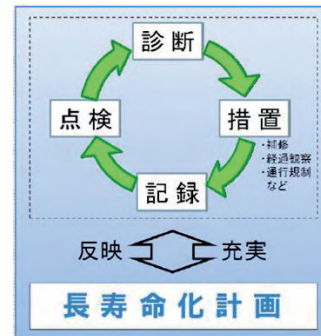 診断
点検
措置
・補修
・経過観察
・通行規制
など
記録
反映
充実
長寿命化計画